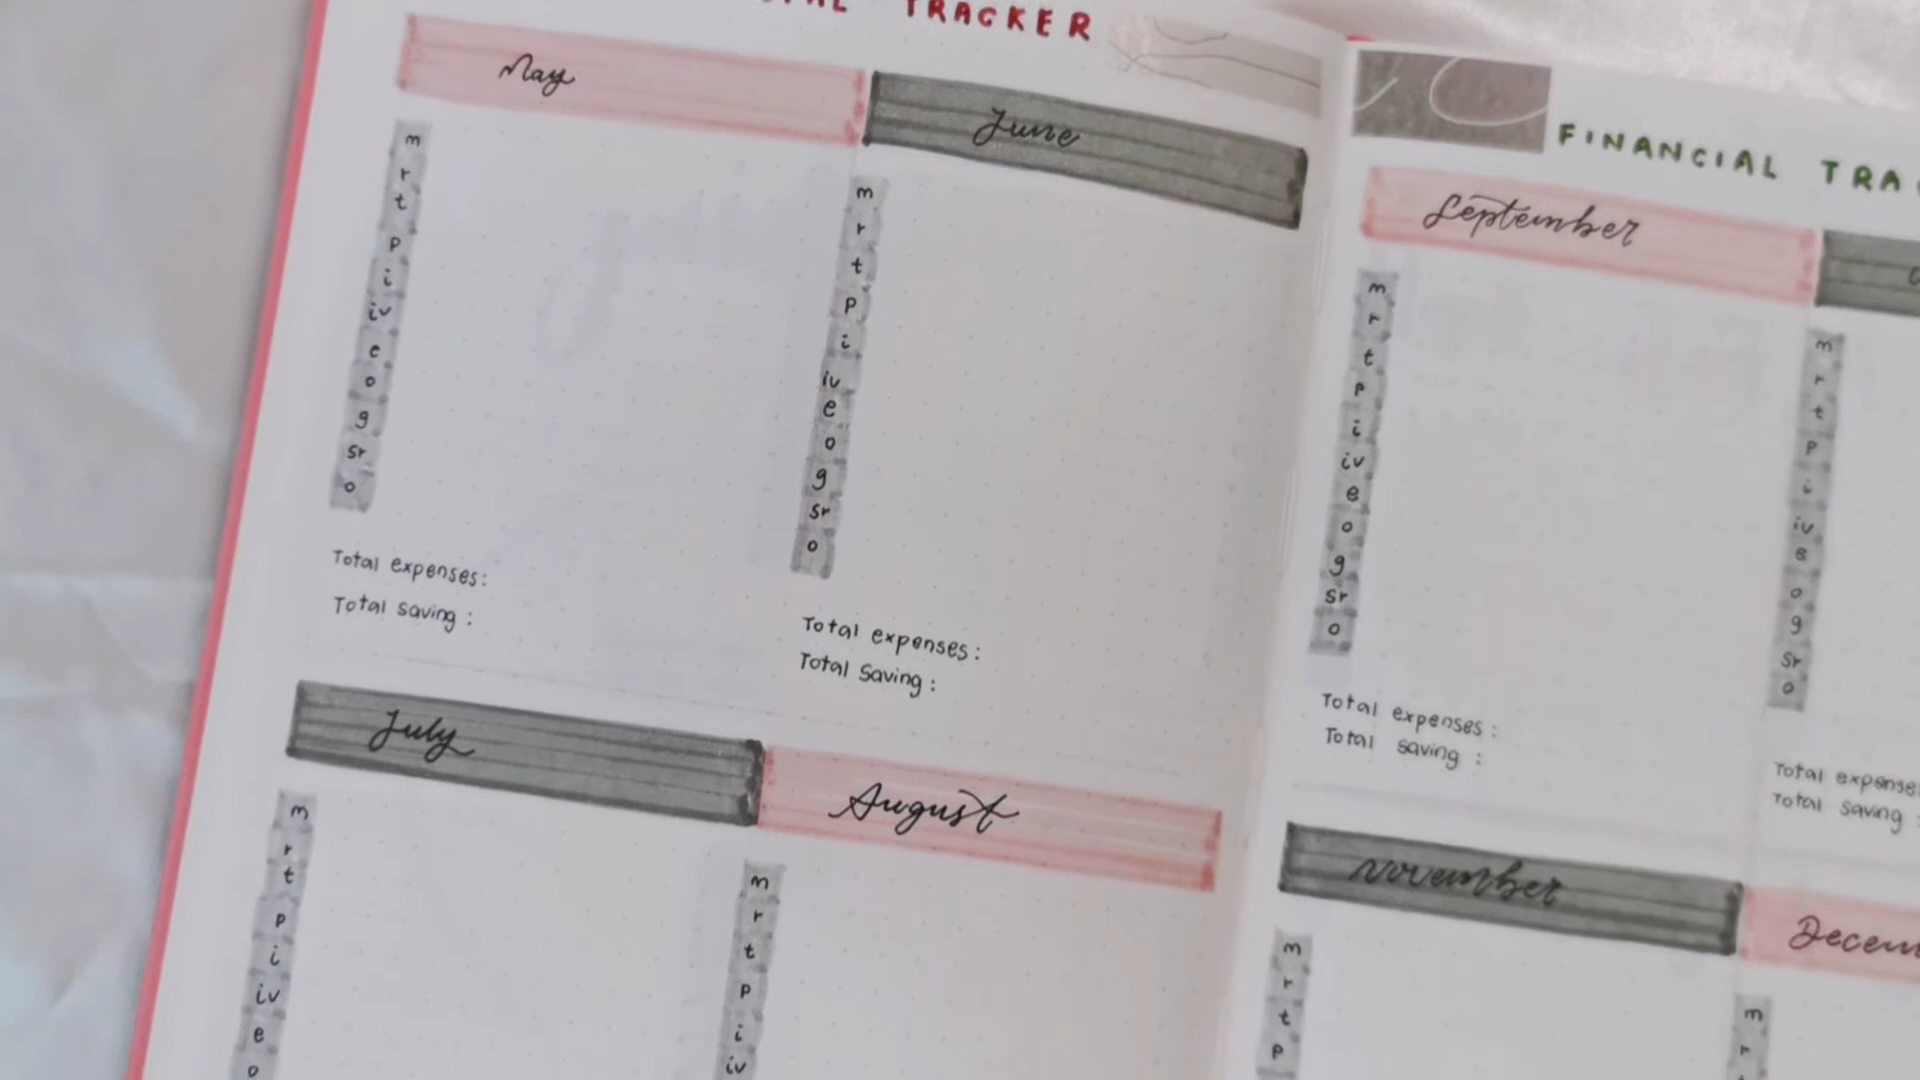 TRACKER
May
m
r
t
p
i
iv
e
o
g
sr
o
Total expenses:
Total saving :
June
m
r
t
p
i
iv
e
o
g
sr
o
Total expenses:
Total Saving :
July
m
r
t
p
i
iv
e
o
August
m
r
t
p
i
iv
FINANCIAL TRA
September
m
r
t
p
i
iv
e
o
g
sr
o
Total expenses :
Total saving :
m
r
t
p
i
iv
e
o
g
sr
o
Total expenses
Total saving :
november
m
r
t
p
Decem
m
r